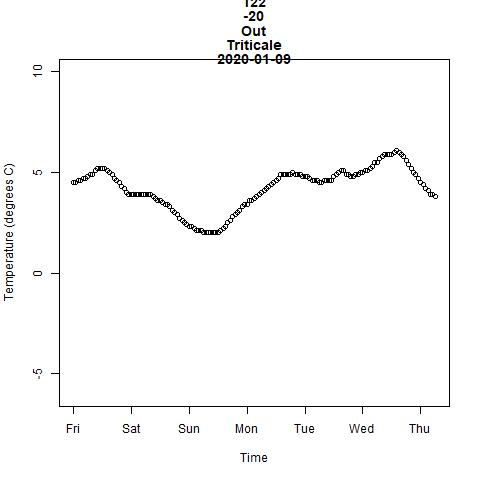 122
-20
Out
Triticale
2020-01-09
Temperature (degrees C)
10
5
0
-5
Fri Sat Sun Mon Tue Wed Thu
Time